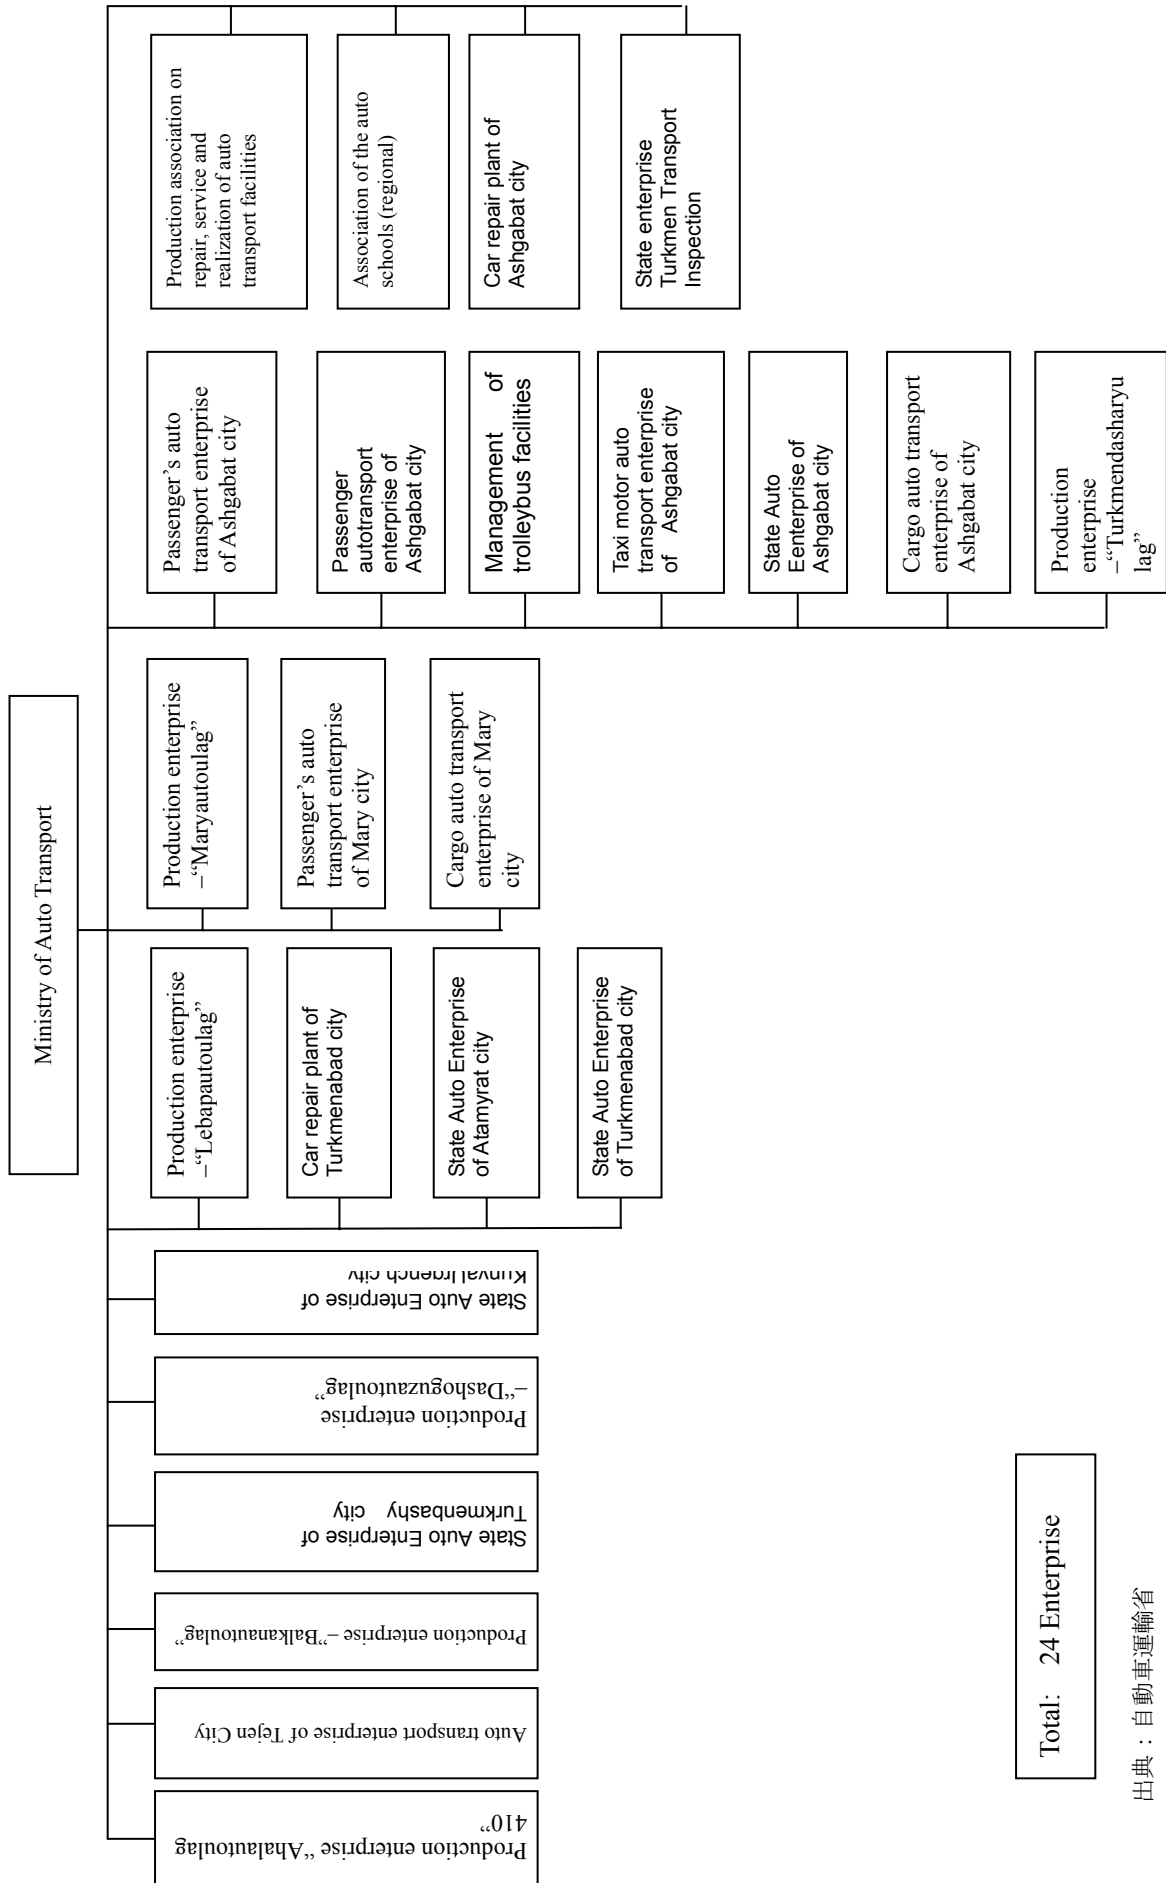 Ministry of Auto Transport
Production enterprise “Ahalautoulag
410”
Auto transport enterprise of Tejen City
Production enterprise –”Balkanautoulag”
State Auto Enterprise of
Turkmenbashy city
Production enterprise
–“Dashoguzautoulag”
State Auto Enterprise of
KunyaUrgench city
Production enterprise
–“Lebapautoulag”
Car repair plant of
Turkmenabad city
State Auto Enterprise
of Atamyrat city
State Auto Enterprise
of Turkmenabad city
Production enterprise
–“Maryautoulag”
Passenger’s auto
transport enterprise
of Mary city
Cargo auto transport
enterprise of Mary
city
Passenger’s auto
transport enterprise
of Ashgabat city
Passenger
autotransport
enterprise of
Ashgabat city
Management of
trolleybus facilities
Taxi motor auto
transport enterprise
of Ashgabat city
State Auto
Eenterprise of
Ashgabat city
Cargo auto transport
enterprise of
Ashgabat city
Production
enterprise
–“Turkmendasharyu
lag”
Production association on
repair, service and
realization of auto
transport facilities
Association of the auto
schools (regional)
Car repair plant of
Ashgabat city
State enterprise
Turkmen Transport
Inspection
Total: 24 Enterprise
出典：自動車運輸省